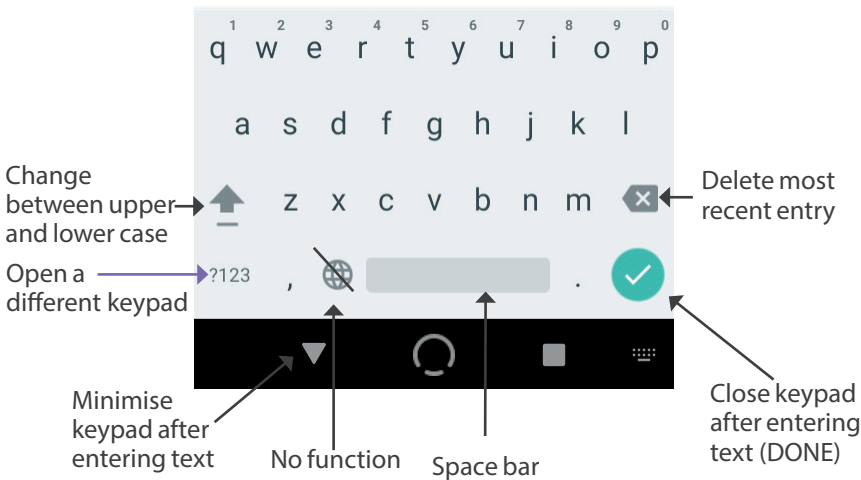 1 2 3 4 5 6 7 8 9 0
q w e r t y u i o p
a s d f g h j k l
Change
between upper
and lower case
z x c v b n m
Delete most
recent entry
Open a
different keypad
?123 , .
Minimise
keypad after
entering text
No function
Space bar
Close keypad
after entering
text (DONE)